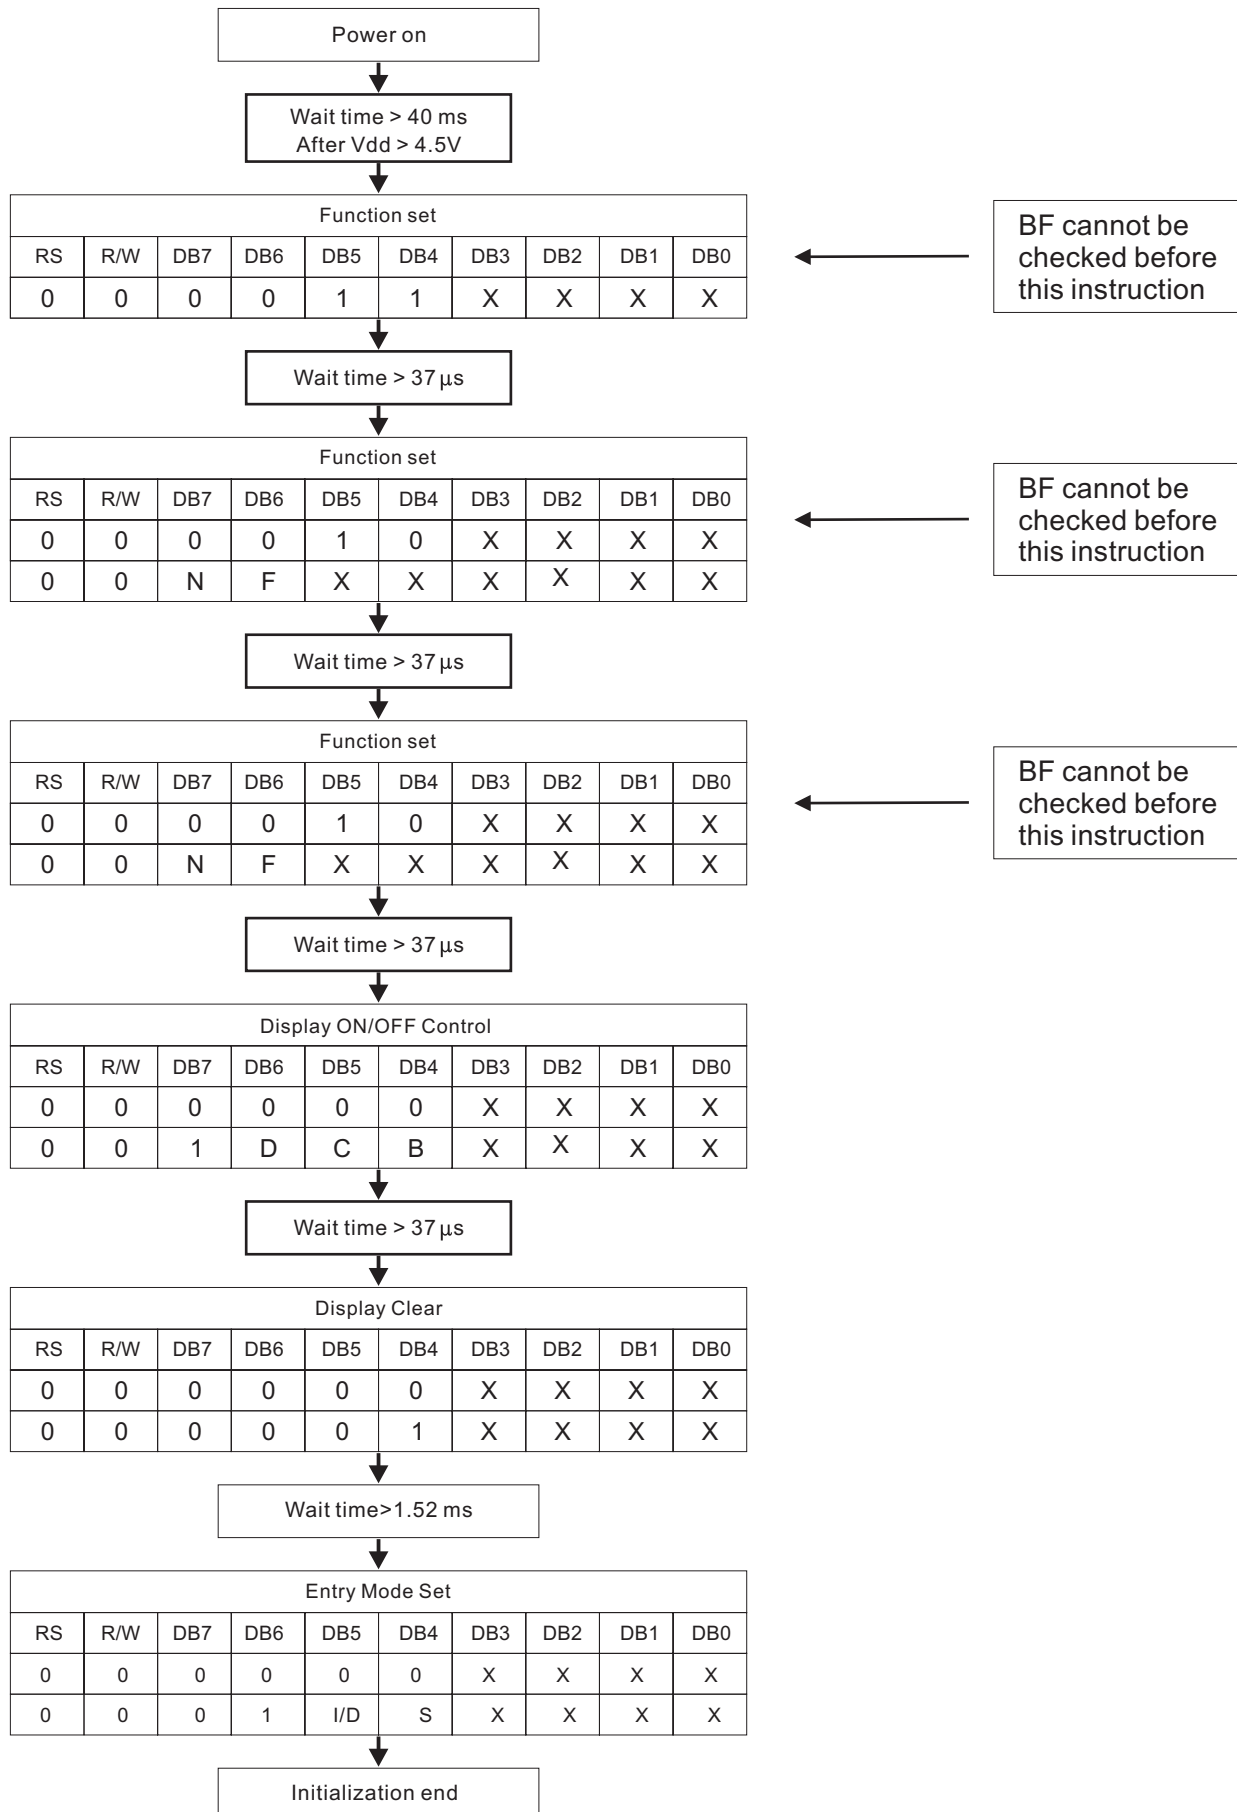 Power on
Wait time > 40 ms
After Vdd > 4.5V
Function set
RS R/W DB7 DB6 DB5 DB4 DB3 DB2 DB1 DB0
0 0 0 0 1 1 X X X X
BF cannot be
checked before
this instruction
Wait time > 37 μs
Function set
RS R/W DB7 DB6 DB5 DB4 DB3 DB2 DB1 DB0
0 0 0 0 1 0 X X X X
0 0 N F X X X X X X
BF cannot be
checked before
this instruction
Wait time > 37 μs
Function set
RS R/W DB7 DB6 DB5 DB4 DB3 DB2 DB1 DB0
0 0 0 0 1 0 X X X X
0 0 N F X X X X X X
BF cannot be
checked before
this instruction
Wait time > 37 μs
Display ON/OFF Control
RS R/W DB7 DB6 DB5 DB4 DB3 DB2 DB1 DB0
0 0 0 0 0 0 X X X X
0 0 1 D C B X X X X
Wait time > 37 μs
Display Clear
RS R/W DB7 DB6 DB5 DB4 DB3 DB2 DB1 DB0
0 0 0 0 0 0 X X X X
0 0 0 0 0 1 X X X X
Wait time>1.52 ms
Entry Mode Set
RS R/W DB7 DB6 DB5 DB4 DB3 DB2 DB1 DB0
0 0 0 0 0 0 X X X X
0 0 0 1 I/D S X X X X
Initialization end